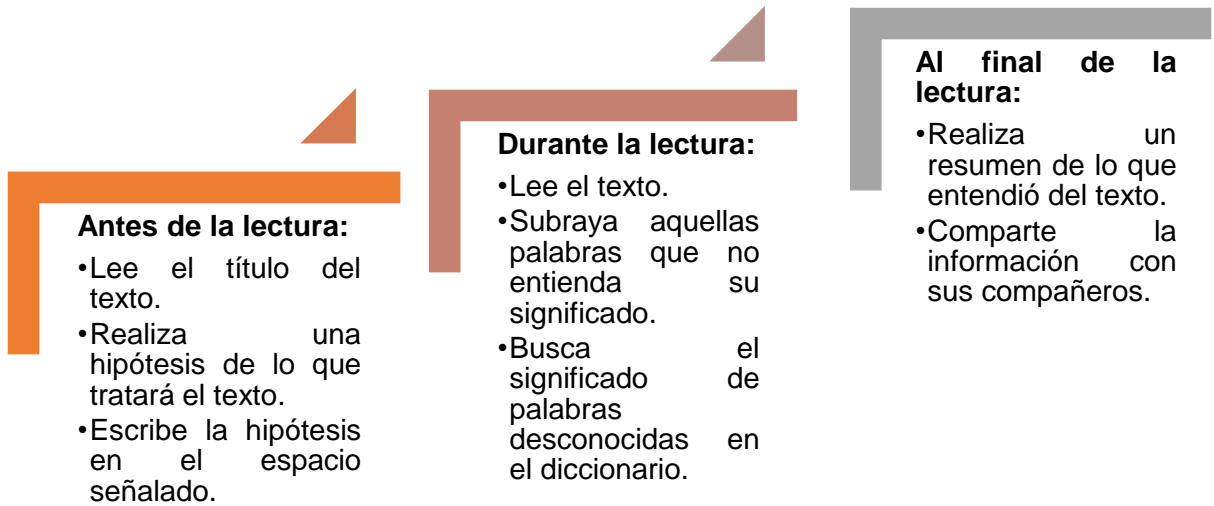 Antes de la lectura:
•Lee el título del
texto.
•Realiza una
hipótesis de lo que
tratará el texto.
•Escribe la hipótesis
en el espacio
señalado.
Durante la lectura:
•Lee el texto.
•Subraya aquellas
palabras que no
entienda su
significado.
•Busca el
significado de
palabras
desconocidas en
el diccionario.
Al final de la
lectura:
•Realiza un
resumen de lo que
entendió del texto.
•Comparte la
información con
sus compañeros.